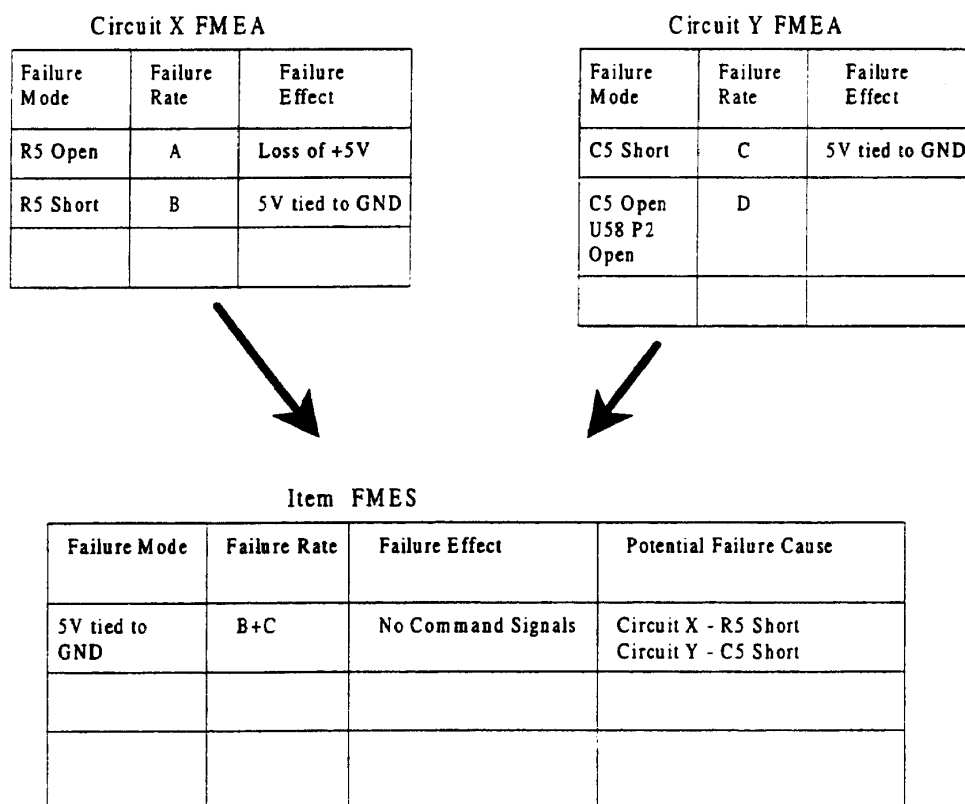 Circuit X FMEA
Failure Mode Failure Rate Failure Effect
R5 Open A Loss of +5V
R5 Short B 5V tied to GND
Circuit Y FMEA
Failure Mode Failure Rate Failure Effect
C5 Short C 5V tied to GND
C5 Open D
U58 P2
Open
Item FMES
Failure Mode Failure Rate Failure Effect Potential Failure Cause
5V tied to B+C No Command Signals Circuit X - R5 Short
GND Circuit Y - C5 Short